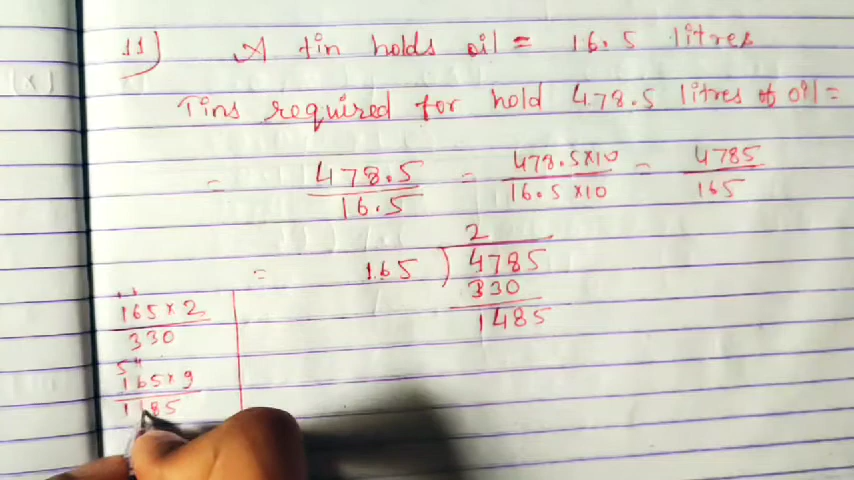 11) A tin holds oil = 16.5 litres
Tins required for hold 478.5 litres of oil =
= 478.5 / 16.5 = 478.5×10 / 16.5×10 = 4785 / 165
2
= 165 ) 4785
330
1485
165×2
330
165×9
1185
(x)